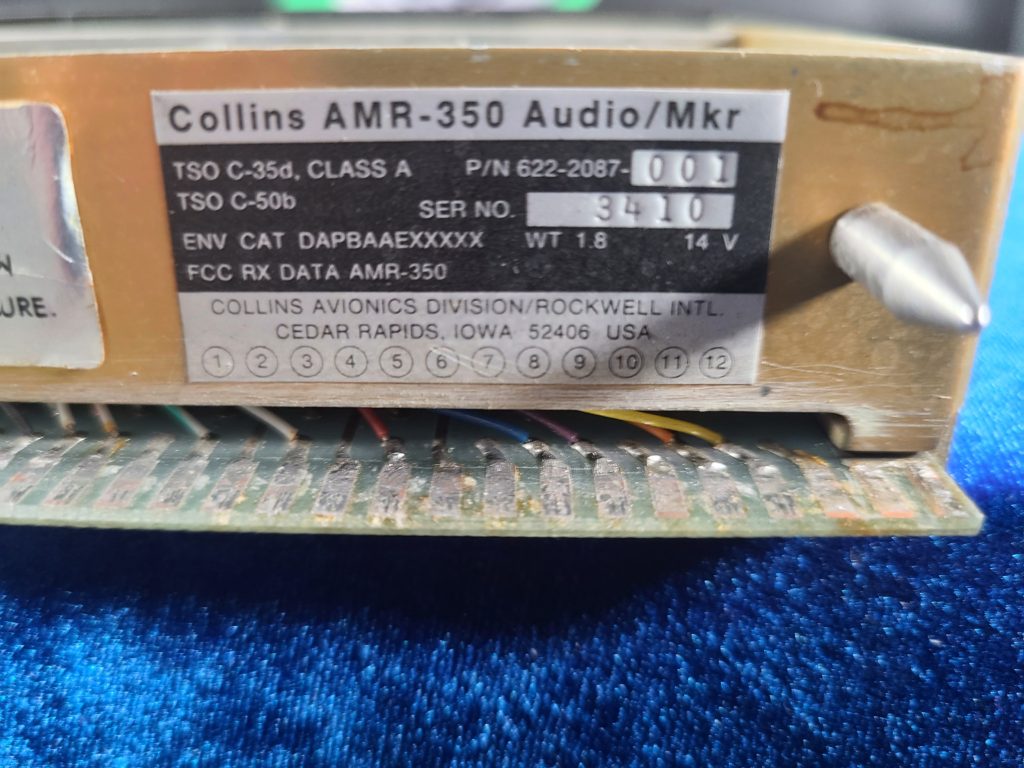 Collins AMR-350 Audio/Mkr
TSO C-35d, CLASS A P/N 622-2087-001
TSO C-50b
SER NO. 3410
ENV CAT DAPBAAEXXXXX WT 1.8 14 V
FCC RX DATA AMR-350
COLLINS AVIONICS DIVISION/ROCKWELL INTL.
CEDAR RAPIDS, IOWA 52406 USA
1 2 3 4 5 6 7 8 9 10 11 12